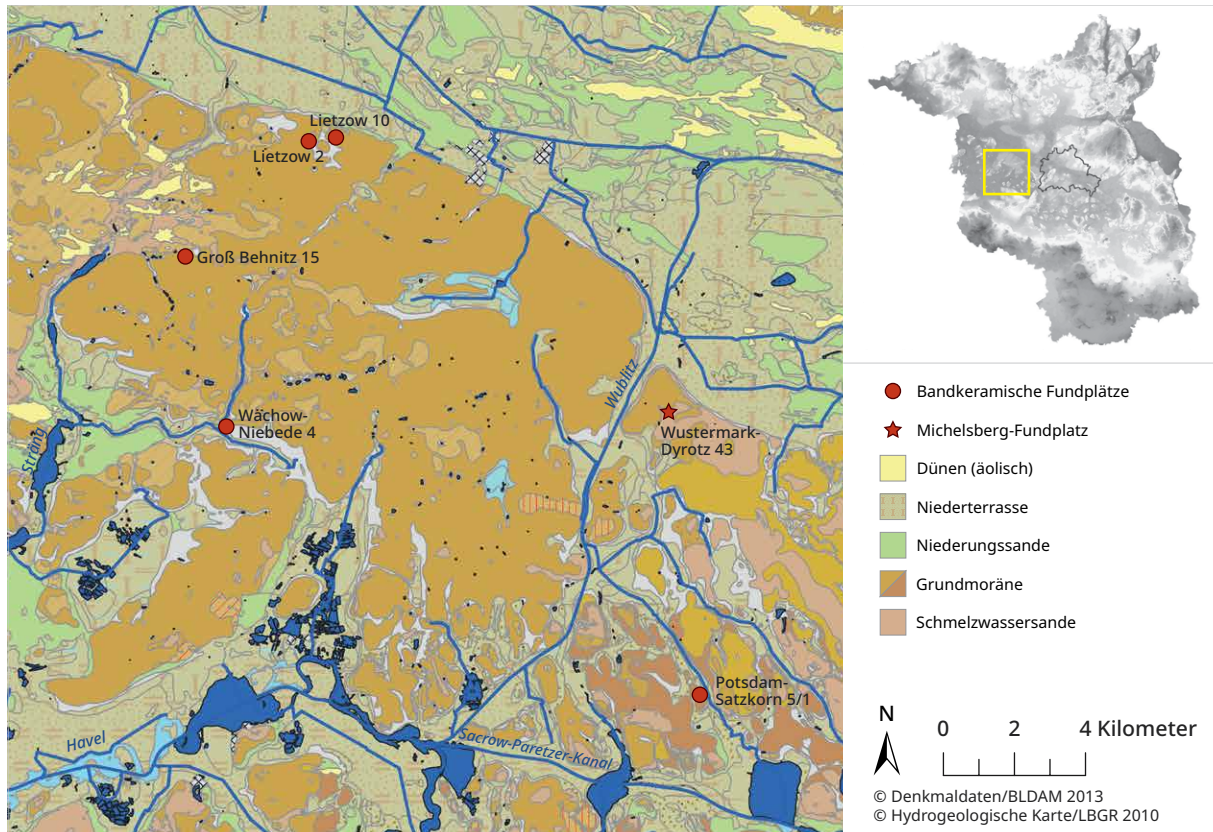 Lietzow 10
Lietzow 2
Groß Behnitz 15
Wachow-
Niebede 4
Wublitz
Wustermark-
Dyrotz 43
Potsdam-
Satzkorn 5/1
Havel
Sacrow-Paretzer-Kanal
Bandkeramische Fundplätze
Michelsberg-Fundplatz
Dünen (äolisch)
Niederterrasse
Niederungssande
Grundmoräne
Schmelzwassersande
N
0 2 4 Kilometer
© Denkmaldaten/BLDAM 2013
© Hydrogeologische Karte/LBGR 2010